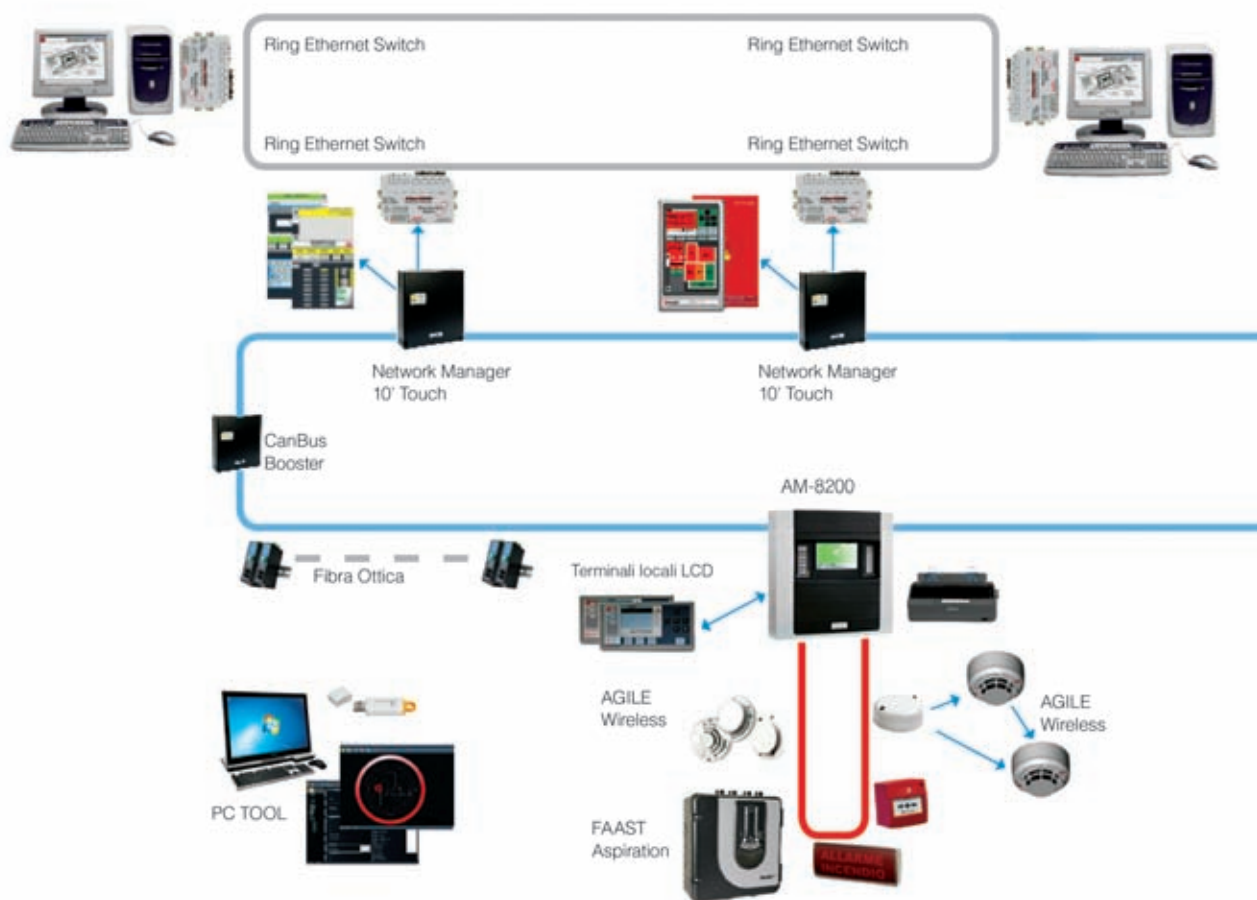 Ring Ethernet Switch
Ring Ethernet Switch
Ring Ethernet Switch
Ring Ethernet Switch
Network Manager
10' Touch
Network Manager
10' Touch
CanBus
Booster
AM-8200
Fibra Ottica
Terminali locali LCD
AGILE
Wireless
AGILE
Wireless
PC TOOL
FAAST
Aspiration
ALLARME
INCENDIO